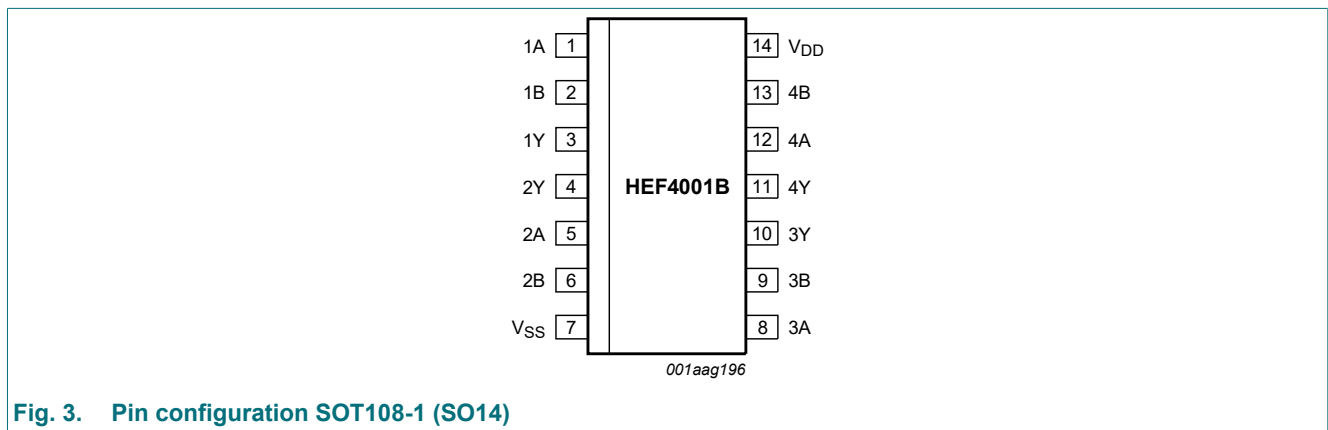 1A 1 14 VDD
1B 2 13 4B
1Y 3 12 4A
2Y 4 HEF4001B 11 4Y
2A 5 10 3Y
2B 6 9 3B
VSS 7 8 3A
001aag196
Fig. 3. Pin configuration SOT108-1 (SO14)